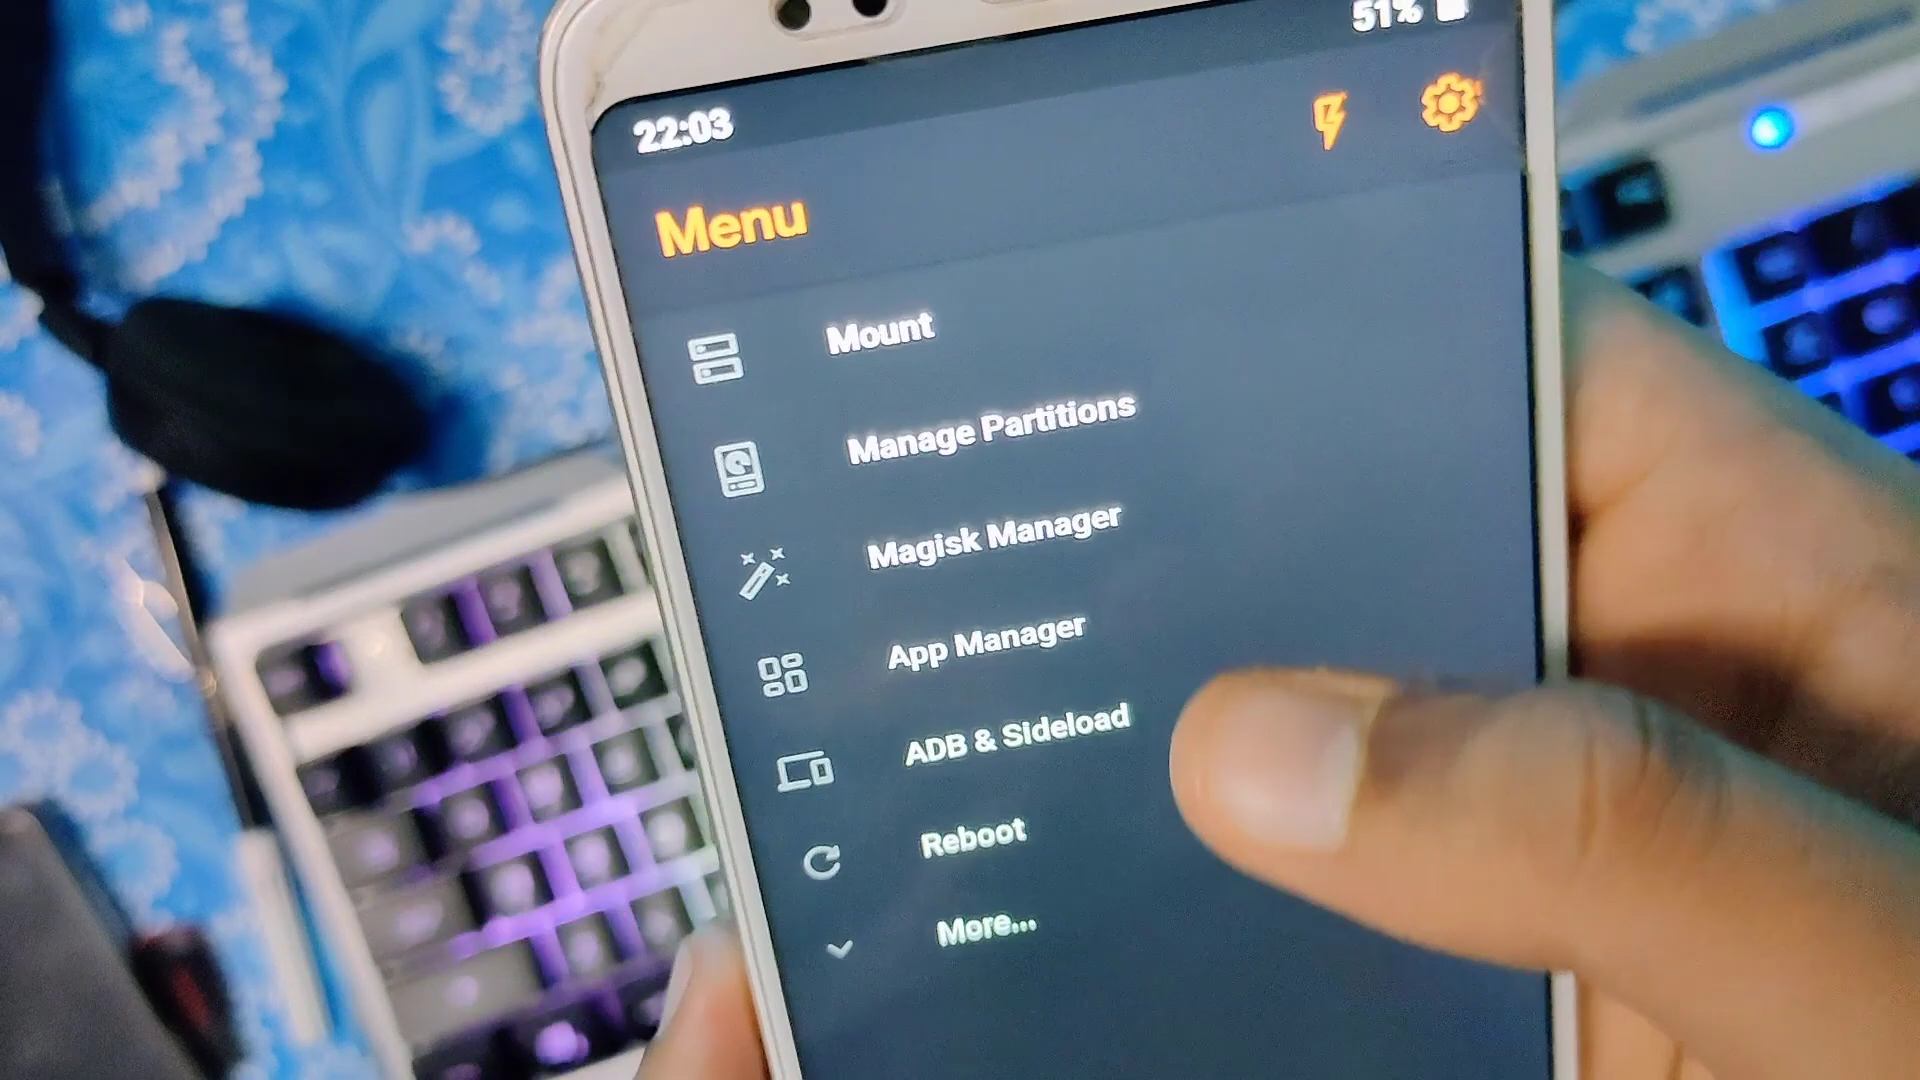 51%
22:03
Menu
Mount
Manage Partitions
Magisk Manager
App Manager
ADB & Sideload
Reboot
More...